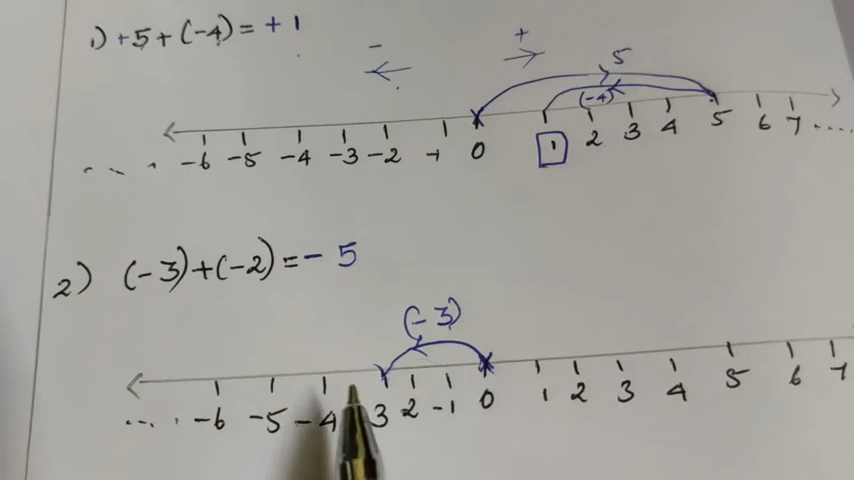 1) +5+(-4)= +1
- +
5
(-4)
.... -6 -5 -4 -3 -2 -1 0 1 2 3 4 5 6 7 ....
2) (-3)+(-2)= - 5
(-3)
.... -6 -5 -4 3 2 -1 0 1 2 3 4 5 6 7